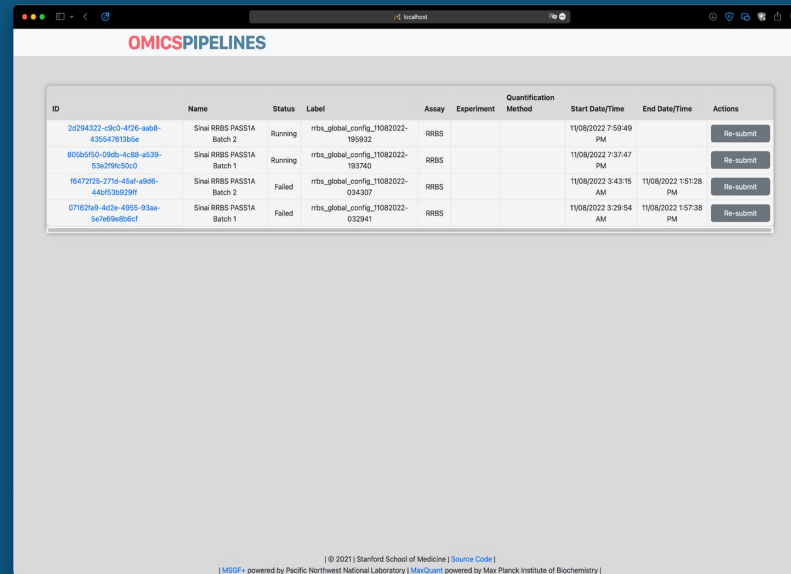 localhost
OMICSPIPELINES
ID Name Status Label Assay Experiment Quantification Method Start Date/Time End Date/Time Actions
2d294322-c9c0-4f26-aab8-435547613b5e Sinai RRBS PASS1A Batch 2 Running rrbs_global_config_11082022-195932 RRBS 11/08/2022 7:59:49 PM Re-submit
805b5f50-09db-4c88-a539-53e2f9fc50c0 Sinai RRBS PASS1A Batch 1 Running rrbs_global_config_11082022-193740 RRBS 11/08/2022 7:37:47 PM Re-submit
f6472f25-271d-45af-a9d6-44bf53b929ff Sinai RRBS PASS1A Batch 2 Failed rrbs_global_config_11082022-034307 RRBS 11/08/2022 3:43:15 AM 11/08/2022 1:51:28 PM Re-submit
07162fa9-4d2e-4955-93aa-5e7e69e8b6cf Sinai RRBS PASS1A Batch 1 Failed rrbs_global_config_11082022-032941 RRBS 11/08/2022 3:29:54 AM 11/08/2022 1:57:38 PM Re-submit
| © 2021 | Stanford School of Medicine | Source Code |
| MSGF+ powered by Pacific Northwest National Laboratory | MaxQuant powered by Max Planck Institute of Biochemistry |